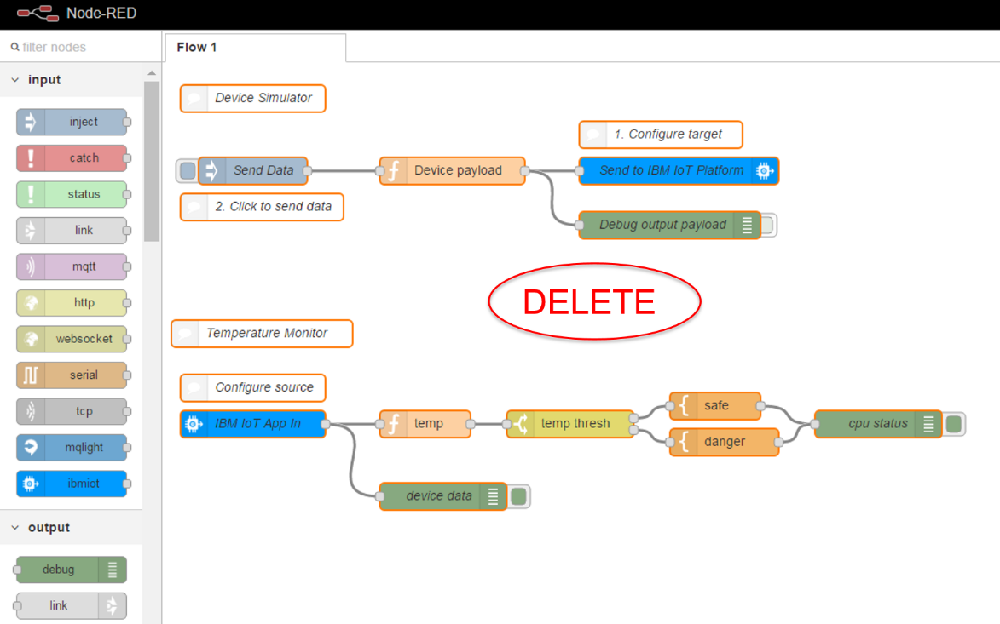 Node-RED
filter nodes
Flow 1
input
inject
catch
status
link
mqtt
http
websocket
serial
tcp
mqlight
ibmiot
output
debug
link
Device Simulator
1. Configure target
Send Data
Device payload
Send to IBM IoT Platform
2. Click to send data
Debug output payload
DELETE
Temperature Monitor
Configure source
IBM IoT App In
temp
temp thresh
safe
danger
cpu status
device data